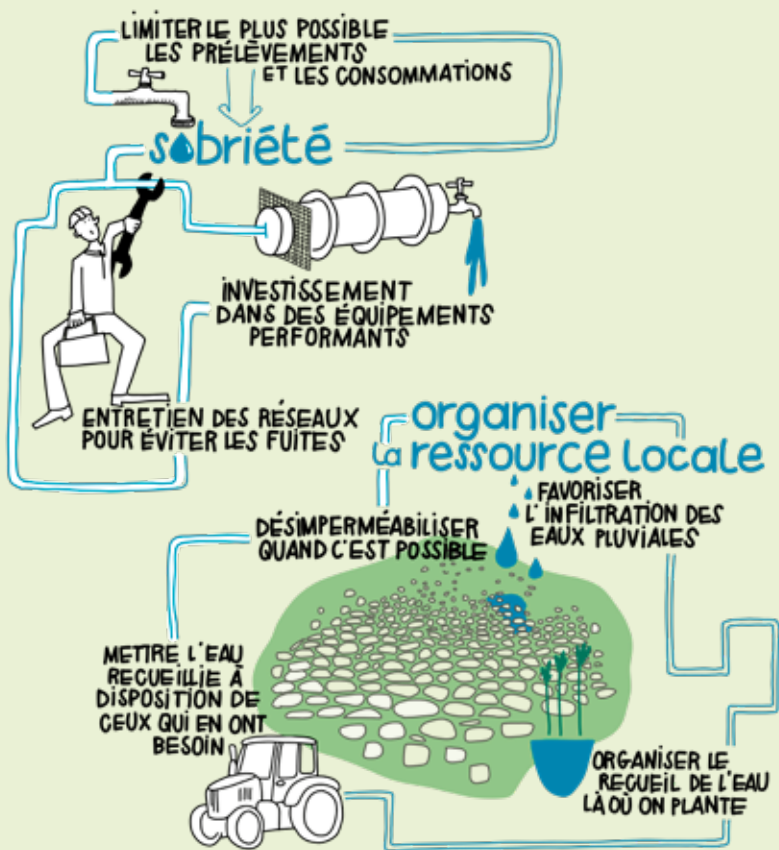 LIMITER LE PLUS POSSIBLE
LES PRÉLÈVEMENTS
ET LES CONSOMMATIONS
sobriété
INVESTISSEMENT
DANS DES ÉQUIPEMENTS
PERFORMANTS
ENTRETIEN DES RÉSEAUX
POUR ÉVITER LES FUITES
organiser
la ressource locale
FAVORISER
L'INFILTRATION DES
EAUX PLUVIALES
DÉSIMPERMÉABILISER
QUAND C'EST POSSIBLE
METTRE L'EAU
RECUEILLIE À
DISPOSITION DE
CEUX QUI EN ONT
BESOIN
ORGANISER LE
RECUEIL DE L'EAU
LÀ OÙ ON PLANTE